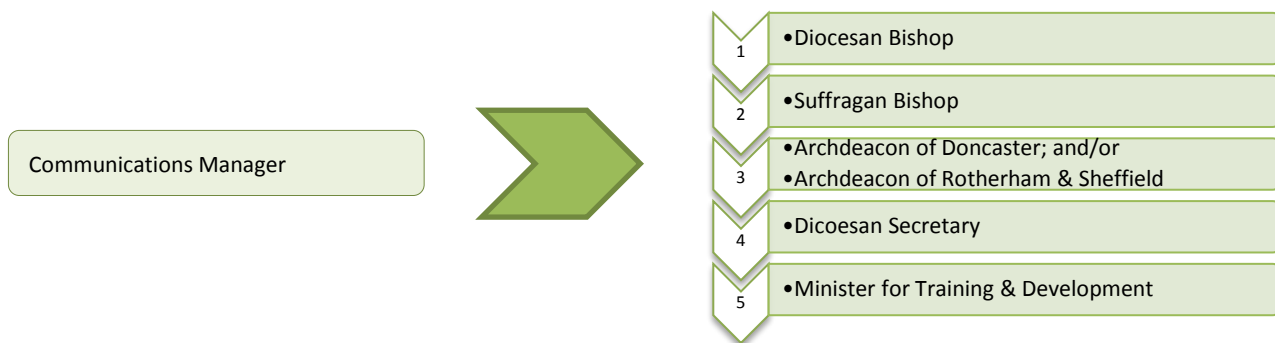 Communications Manager
1
•Diocesan Bishop
2
•Suffragan Bishop
3
•Archdeacon of Doncaster; and/or
•Archdeacon of Rotherham & Sheffield
4
•Dicoesan Secretary
5
•Minister for Training & Development